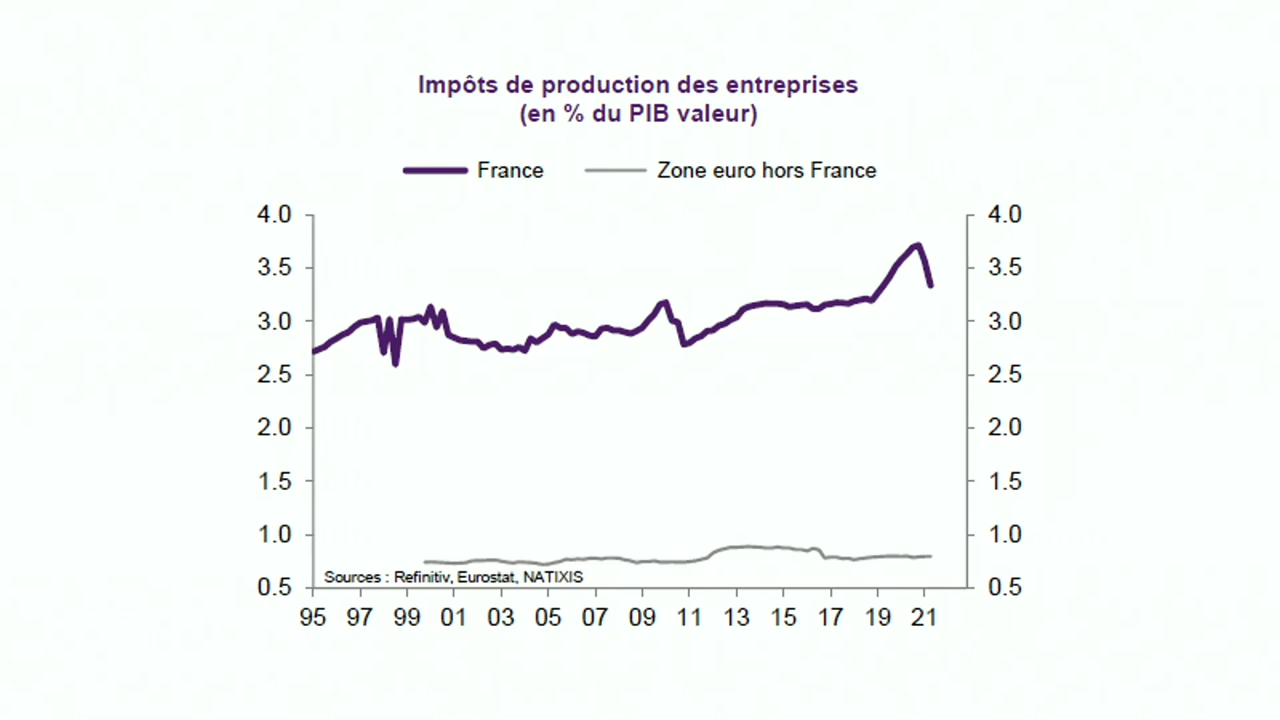 Impôts de production des entreprises
(en % du PIB valeur)
France Zone euro hors France
4.0 4.0
3.5 3.5
3.0 3.0
2.5 2.5
2.0 2.0
1.5 1.5
1.0 1.0
Sources : Refinitiv, Eurostat, NATIXIS
0.5 0.5
95 97 99 01 03 05 07 09 11 13 15 17 19 21